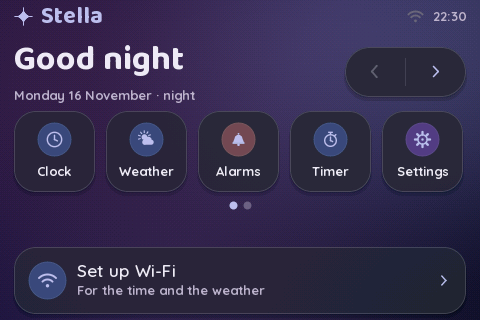 Stella
22:30
Good night
Monday 16 November · night
Clock
Weather
Alarms
Timer
Settings
Set up Wi-Fi
For the time and the weather